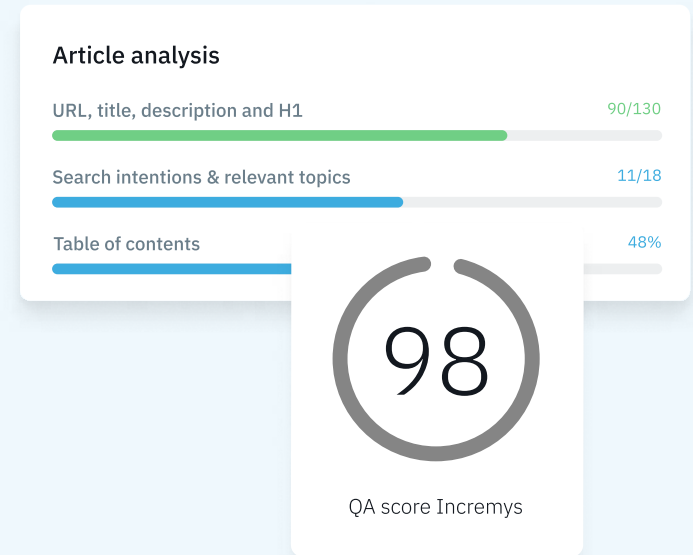 Article analysis
URL, title, description and H1
90/130
Search intentions & relevant topics
11/18
Table of contents
48%
98
QA score Incremys